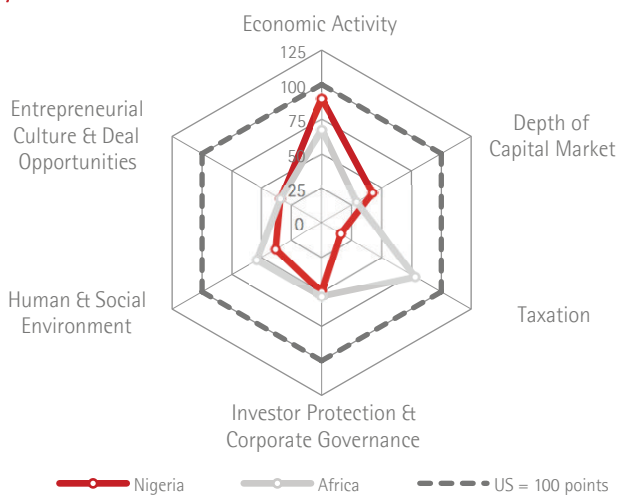 Economic Activity
125
100
75
50
25
0
Entrepreneurial
Culture & Deal
Opportunities
Depth of
Capital Market
Human & Social
Environment
Taxation
Investor Protection &
Corporate Governance
Nigeria
Africa
US = 100 points